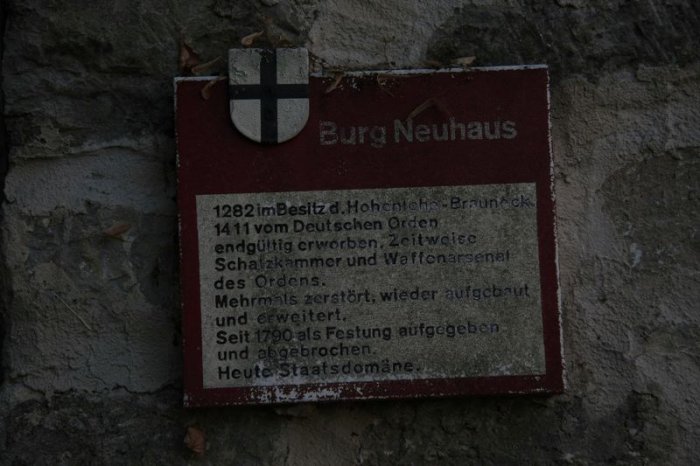 Burg Neuhaus
1282 im Besitz d. Hohenlohe-Brauneck.
1411 vom Deutschen Orden
endgültig erworben. Zeitweise
Schatzkammer und Waffenarsenal
des Ordens.
Mehrmals zerstört, wieder aufgebaut
und erweitert.
Seit 1790 als Festung aufgegeben
und abgebrochen.
Heute Staatsdomäne.